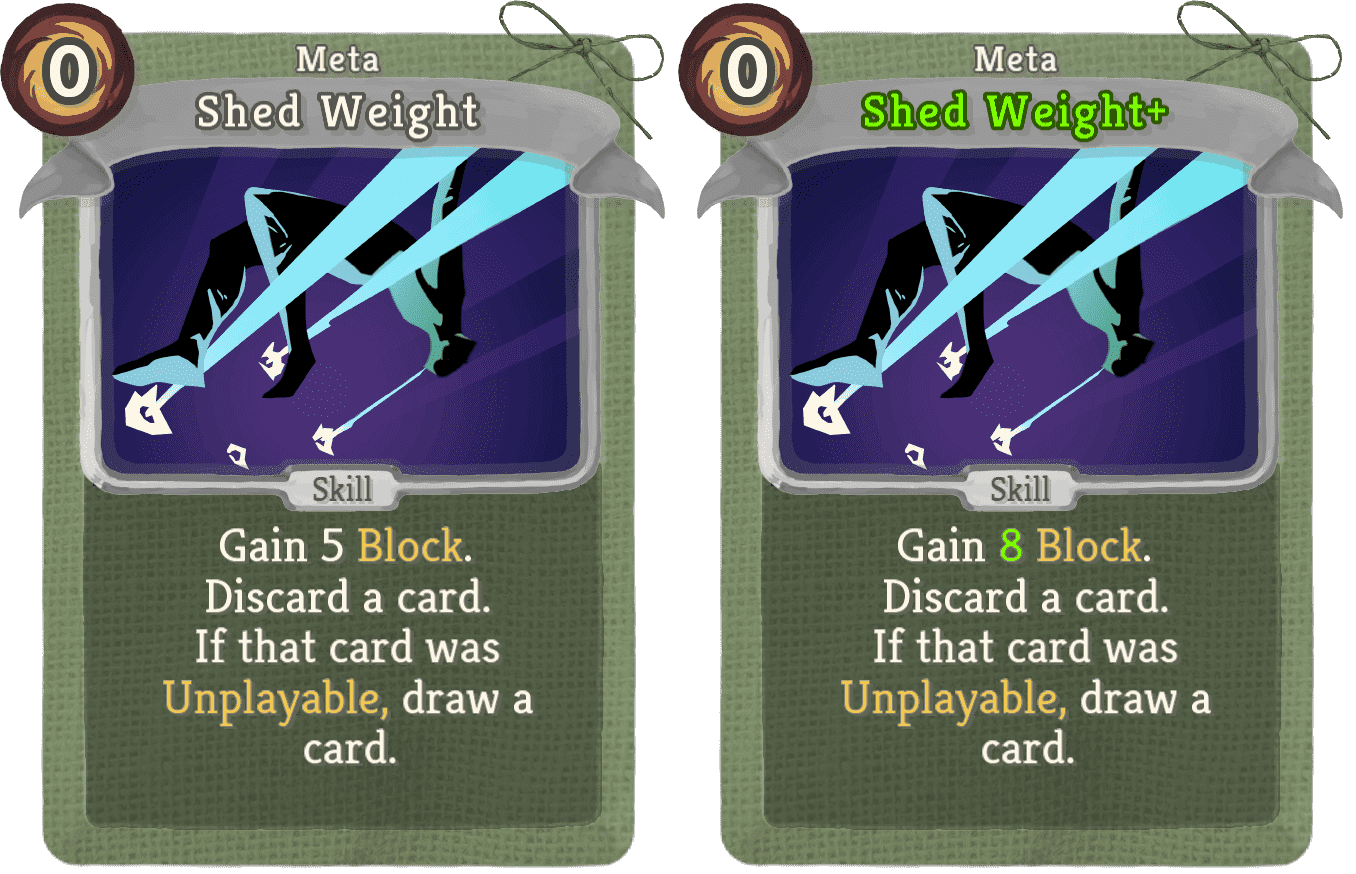 0
Meta
Shed Weight
Skill
Gain 5 Block.
Discard a card.
If that card was
Unplayable, draw a
card.
0
Meta
Shed Weight+
Skill
Gain 8 Block.
Discard a card.
If that card was
Unplayable, draw a
card.